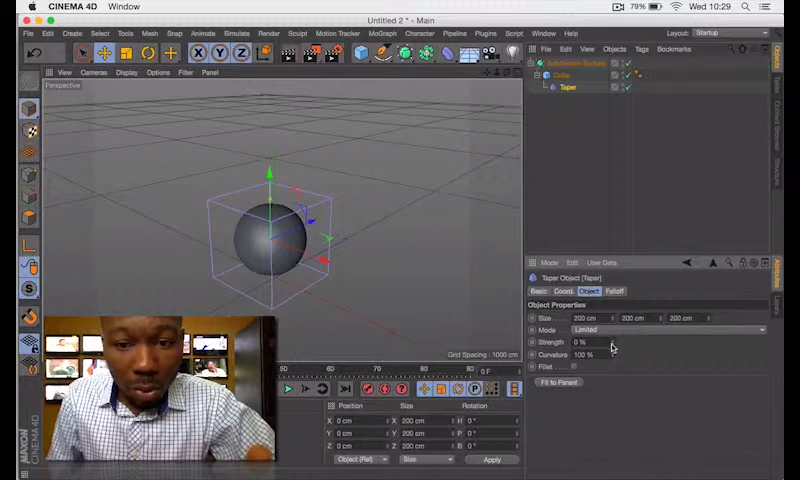 CINEMA 4D Window 79% Wed 10:29
Untitled 2 * - Main
File Edit Create Select Tools Mesh Snap Animate Simulate Render Sculpt Motion Tracker MoGraph Character Pipeline Plugins Script Window Help Layout: Startup
File Edit View Objects Tags Bookmarks
View Cameras Display Options Filter Panel
Perspective
Subdivision Surface
Cube
Taper
Objects
Content Browser
Structure
Mode Edit User Data
Taper Object [Taper]
Basic Coord. Object Falloff
Object Properties
Size 200 cm 200 cm 200 cm
Mode Limited
Strength 0 %
Curvature 100 %
Fillet
Fit to Parent
Attributes
Layers
Grid Spacing : 1000 cm
50 60 70 80 90 0 F
Position Size Rotation
X 0 cm X 200 cm H 0 °
Y 0 cm Y 200 cm P 0 °
Z 0 cm Z 200 cm B 0 °
Object (Rel) Size Apply
MAXON CINEMA 4D